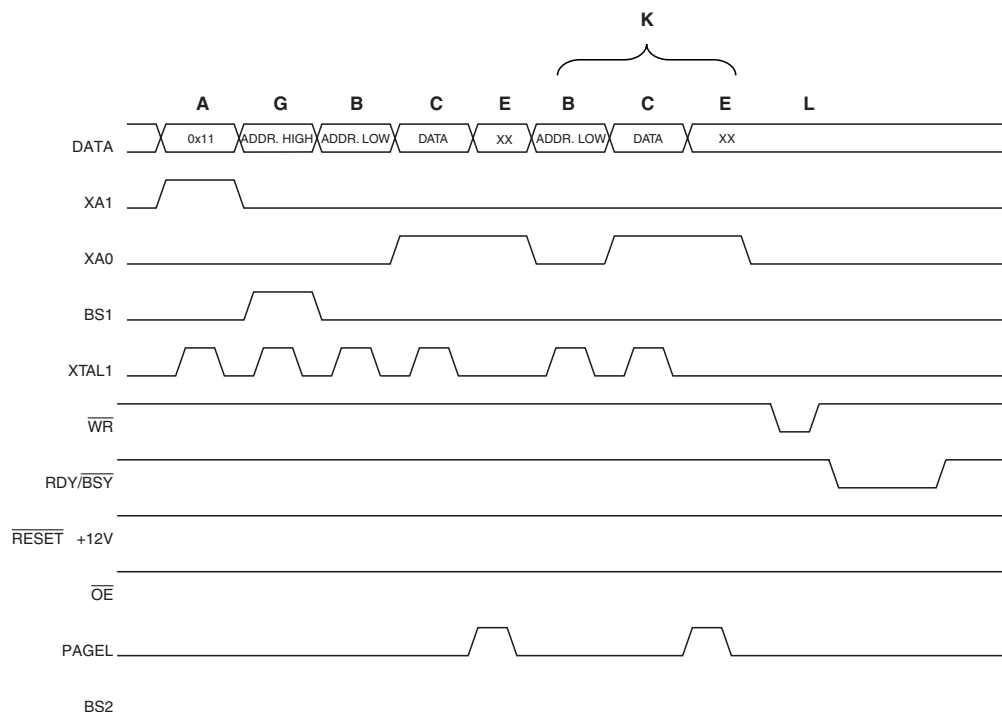 K
A G B C E B C E L
DATA 0x11 ADDR. HIGH ADDR. LOW DATA XX ADDR. LOW DATA XX
XA1
XA0
BS1
XTAL1
WR
RDY/BSY
RESET +12V
OE
PAGEL
BS2